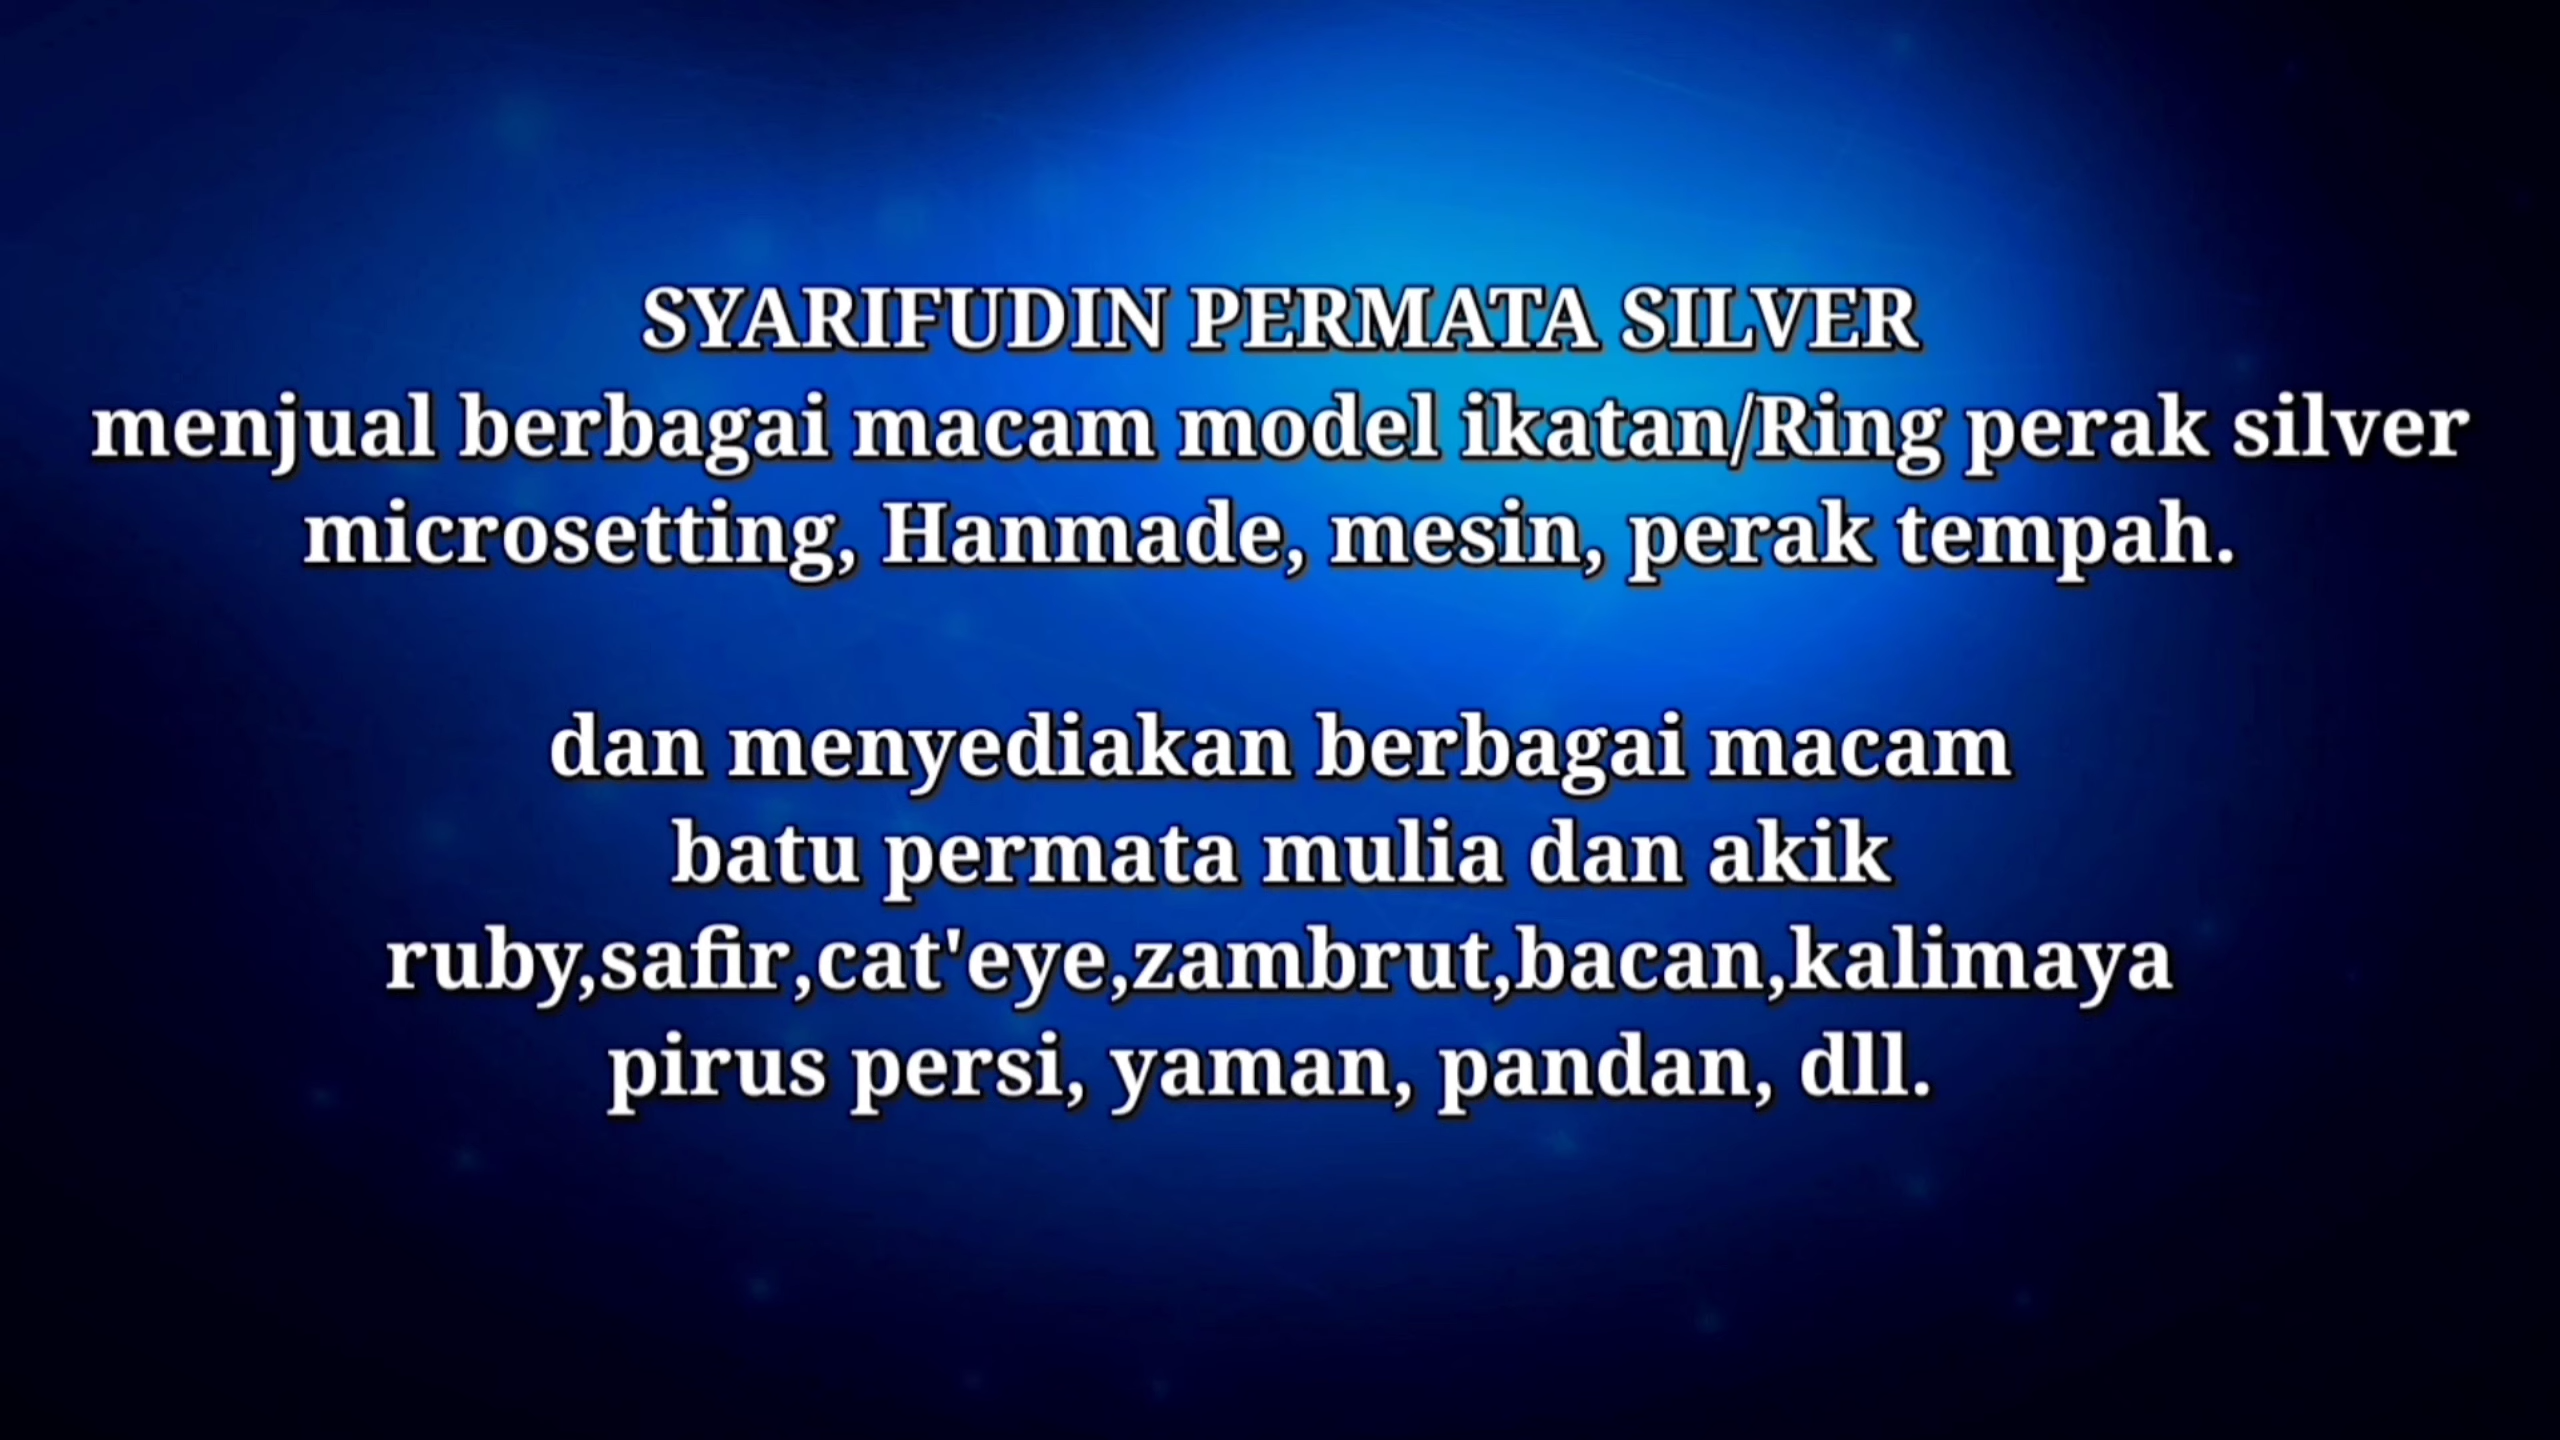 SYARIFUDIN PERMATA SILVER
menjual berbagai macam model ikatan/Ring perak silver
microsetting, Hanmade, mesin, perak tempah.
dan menyediakan berbagai macam
batu permata mulia dan akik
ruby,safir,cat'eye,zambrut,bacan,kalimaya
pirus persi, yaman, pandan, dll.